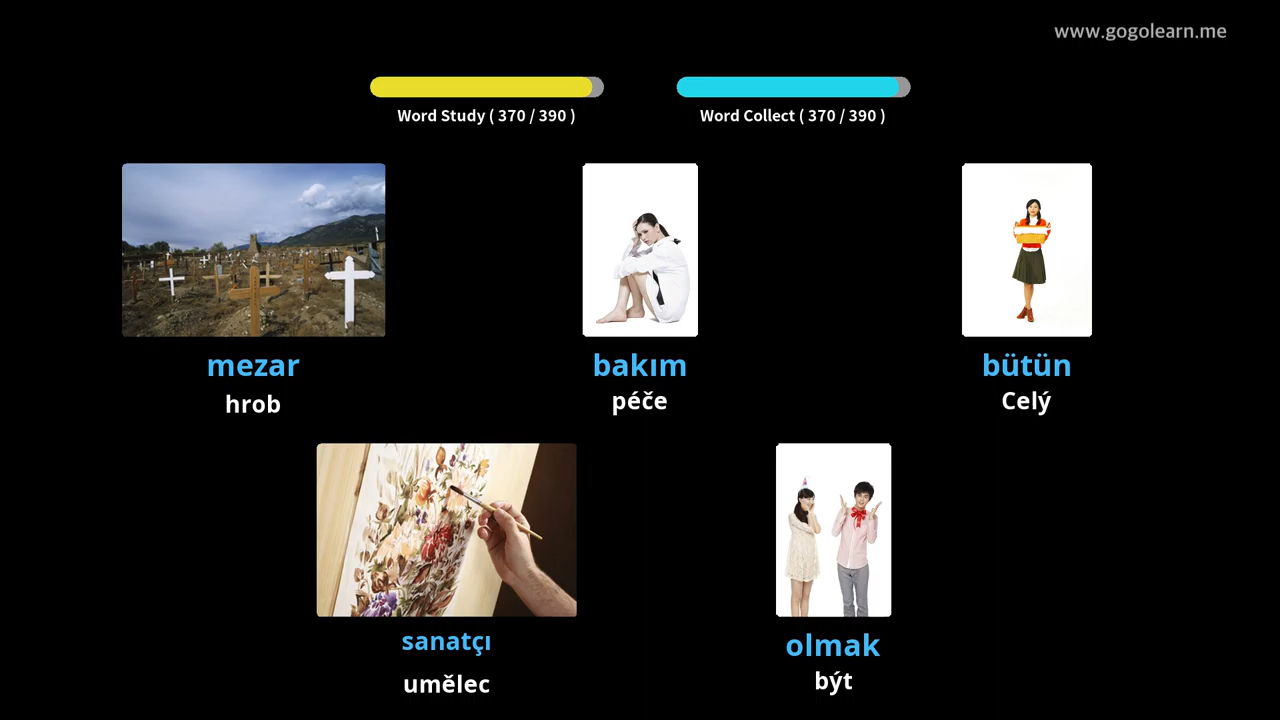 www.gogolearn.me
Word Study ( 370 / 390 )
Word Collect ( 370 / 390 )
mezar
hrob
bakım
péče
bütün
Celý
sanatçı
umělec
olmak
být